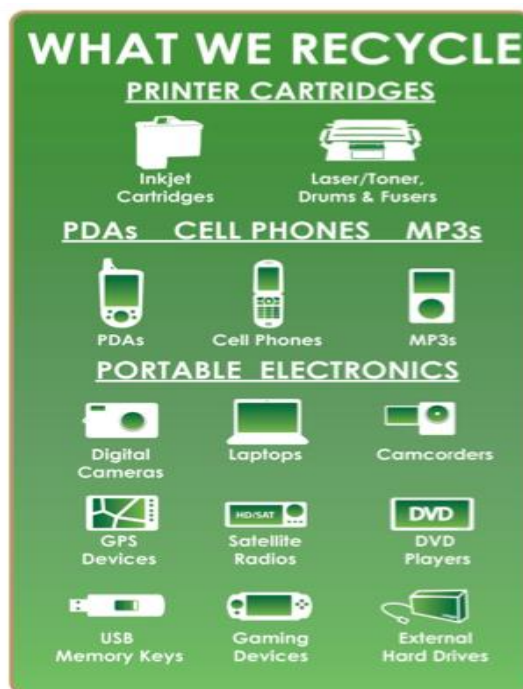 WHAT WE RECYCLE
PRINTER CARTRIDGES
Inkjet
Cartridges
Laser/Toner,
Drums & Fusers
PDAs CELL PHONES MP3s
PDAs
Cell Phones
MP3s
PORTABLE ELECTRONICS
Digital
Cameras
Laptops
Camcorders
GPS
Devices
HD/SAT
Satellite
Radios
DVD
DVD
Players
USB
Memory Keys
Gaming
Devices
External
Hard Drives